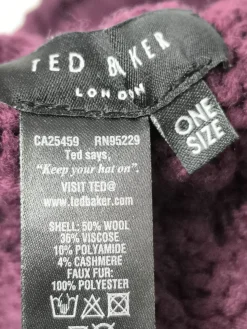 TED BAKER
LONDON
ONE
SIZE
CA25459 RN95229
Ted says,
"Keep your hat on".
VISIT TED@
www.tedbaker.com
SHELL: 50% WOOL
36% VISCOSE
10% POLYAMIDE
4% CASHMERE
FAUX FUR:
100% POLYESTER